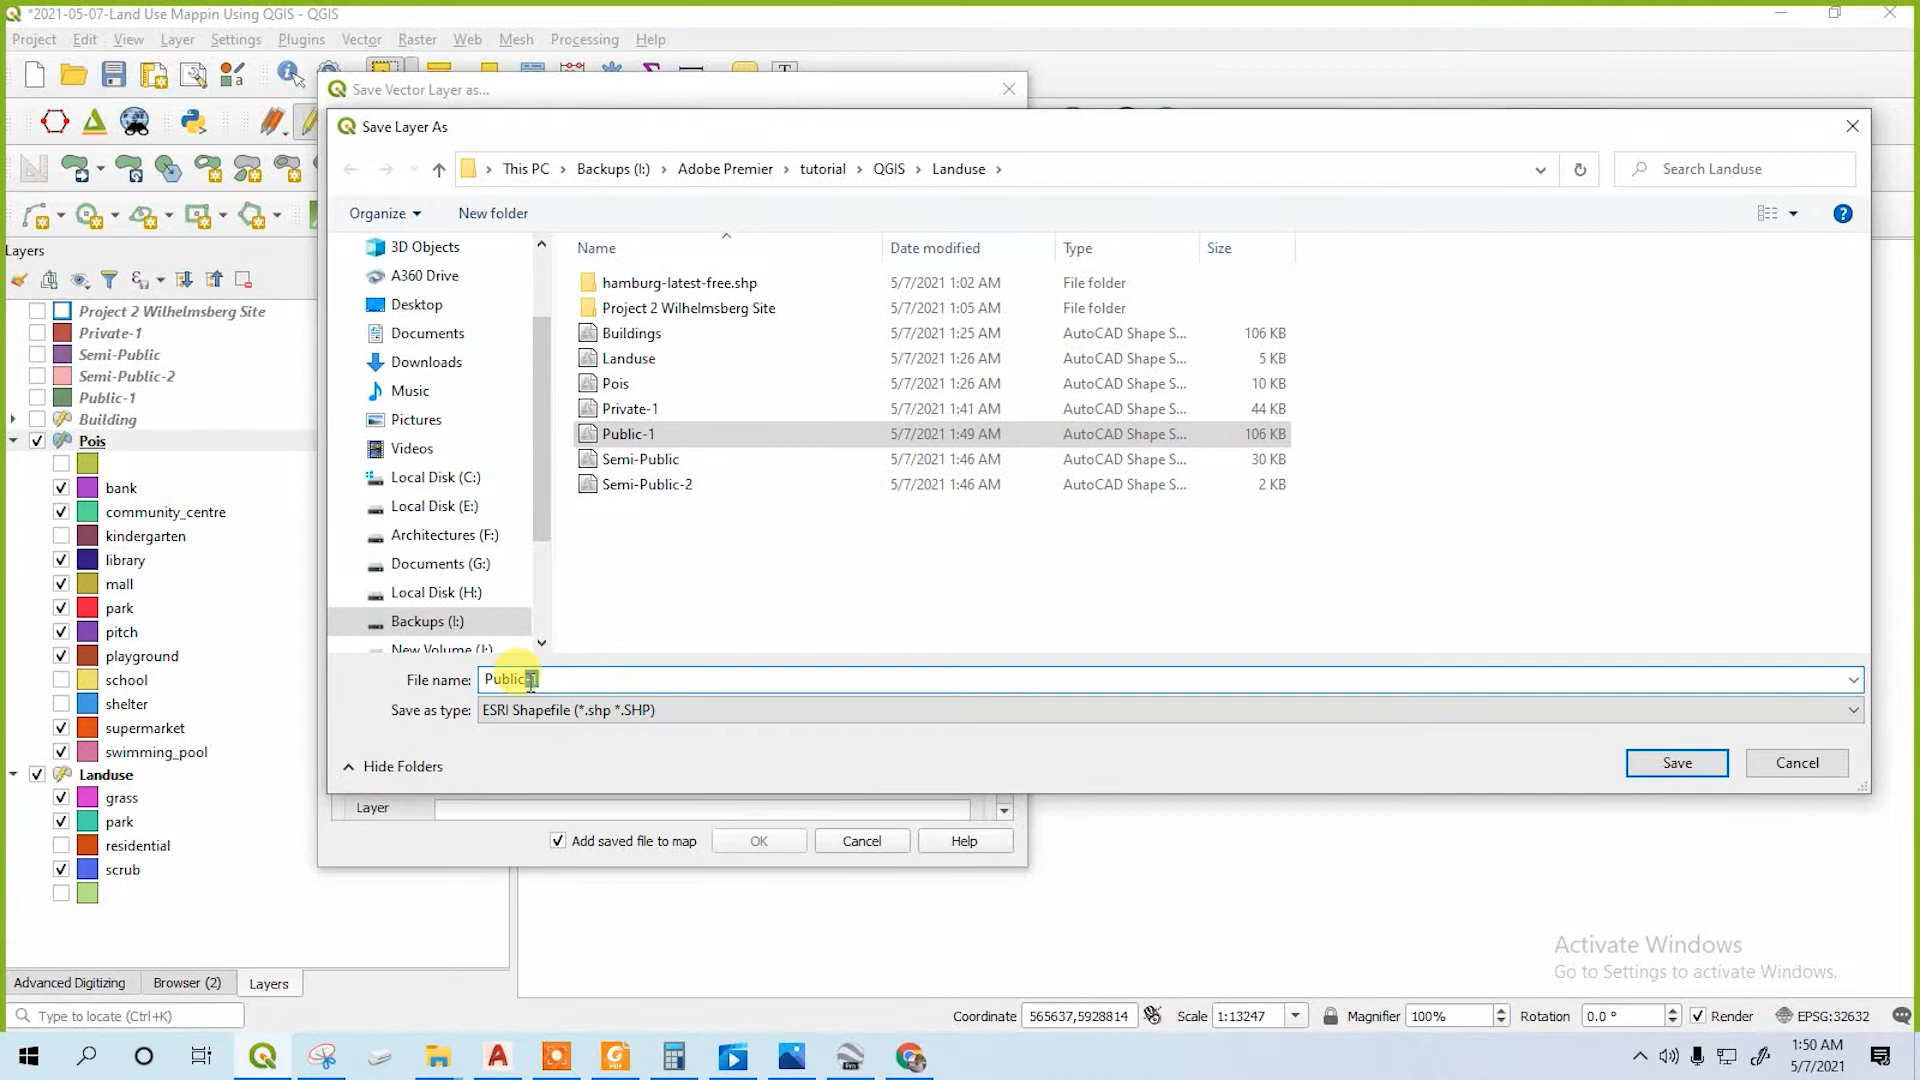 *2021-05-07-Land Use Mappin Using QGIS - QGIS
Project Edit View Layer Settings Plugins Vector Raster Web Mesh Processing Help
Save Vector Layer as...
Save Layer As
This PC › Backups (I:) › Adobe Premier › tutorial › QGIS › Landuse ›
Search Landuse
Organize
New folder
Layers
Project 2 Wilhelmsberg Site
Private-1
Semi-Public
Semi-Public-2
Public-1
Building
Pois
bank
community_centre
kindergarten
library
mall
park
pitch
playground
school
shelter
supermarket
swimming_pool
Landuse
grass
park
residential
scrub
3D Objects
A360 Drive
Desktop
Documents
Downloads
Music
Pictures
Videos
Local Disk (C:)
Local Disk (E:)
Architectures (F:)
Documents (G:)
Local Disk (H:)
Backups (I:)
New Volume (J:)
Name Date modified Type Size
hamburg-latest-free.shp 5/7/2021 1:02 AM File folder
Project 2 Wilhelmsberg Site 5/7/2021 1:05 AM File folder
Buildings 5/7/2021 1:25 AM AutoCAD Shape S... 106 KB
Landuse 5/7/2021 1:26 AM AutoCAD Shape S... 5 KB
Pois 5/7/2021 1:26 AM AutoCAD Shape S... 10 KB
Private-1 5/7/2021 1:41 AM AutoCAD Shape S... 44 KB
Public-1 5/7/2021 1:49 AM AutoCAD Shape S... 106 KB
Semi-Public 5/7/2021 1:46 AM AutoCAD Shape S... 30 KB
Semi-Public-2 5/7/2021 1:46 AM AutoCAD Shape S... 2 KB
File name: Public-1
Save as type: ESRI Shapefile (*.shp *.SHP)
Hide Folders
Save
Cancel
Layer
Add saved file to map
OK
Cancel
Help
Activate Windows
Go to Settings to activate Windows.
Advanced Digitizing Browser (2) Layers
Type to locate (Ctrl+K)
Coordinate 565637,5928814 Scale 1:13247 Magnifier 100% Rotation 0.0 ° Render EPSG:32632
1:50 AM
5/7/2021